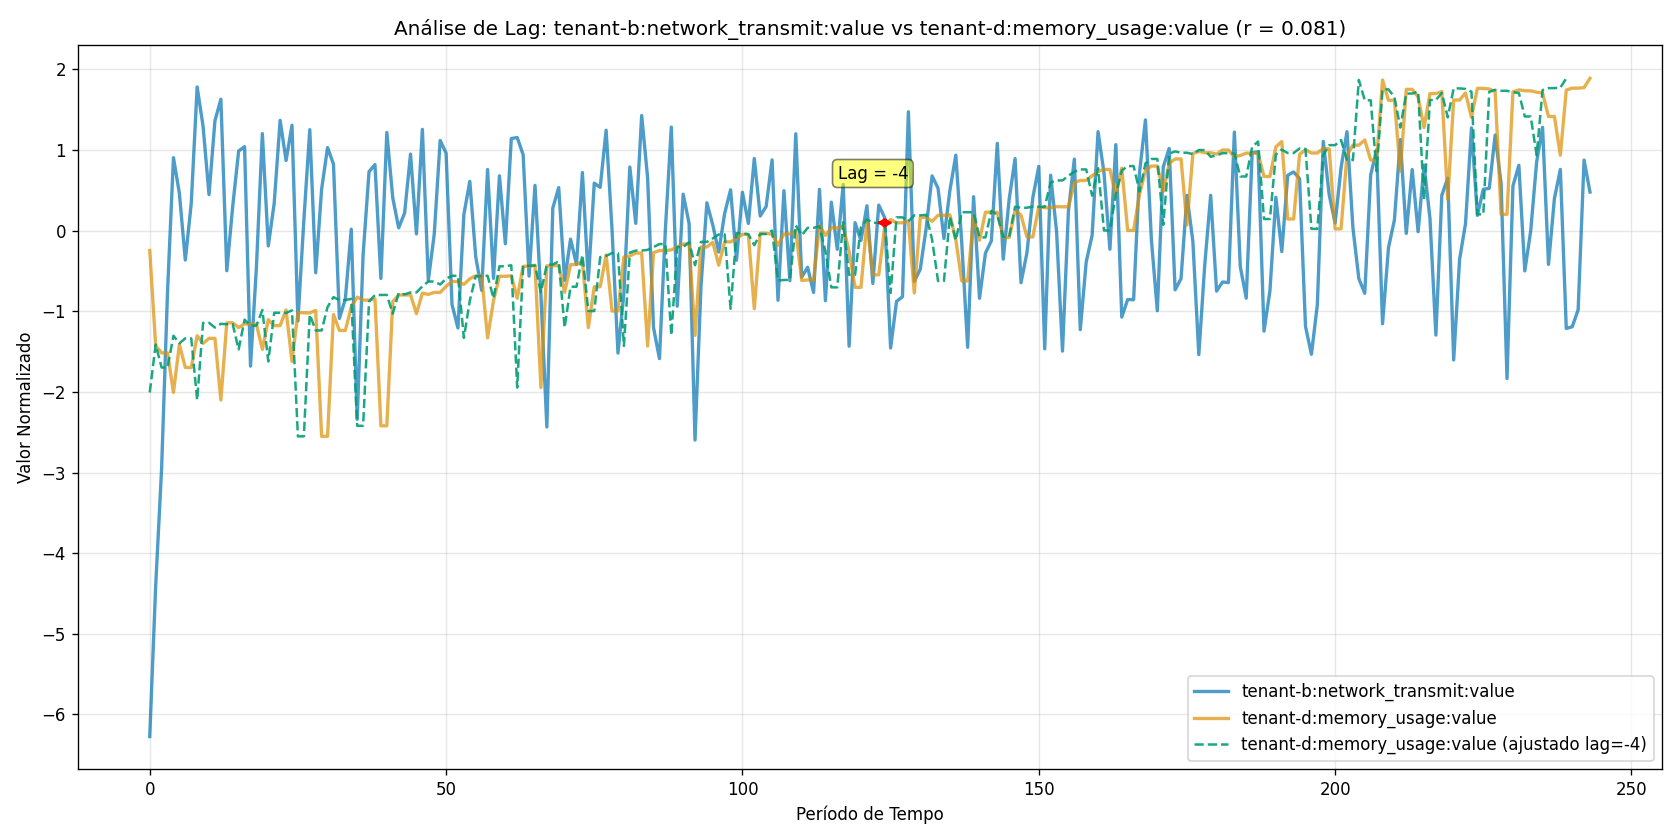 Análise de Lag: tenant-b:network_transmit:value vs tenant-d:memory_usage:value (r = 0.081)
Valor Normalizado
2
1
0
−1
−2
−3
−4
−5
−6
Lag = -4
tenant-b:network_transmit:value
tenant-d:memory_usage:value
tenant-d:memory_usage:value (ajustado lag=-4)
0 50 100 150 200 250
Período de Tempo